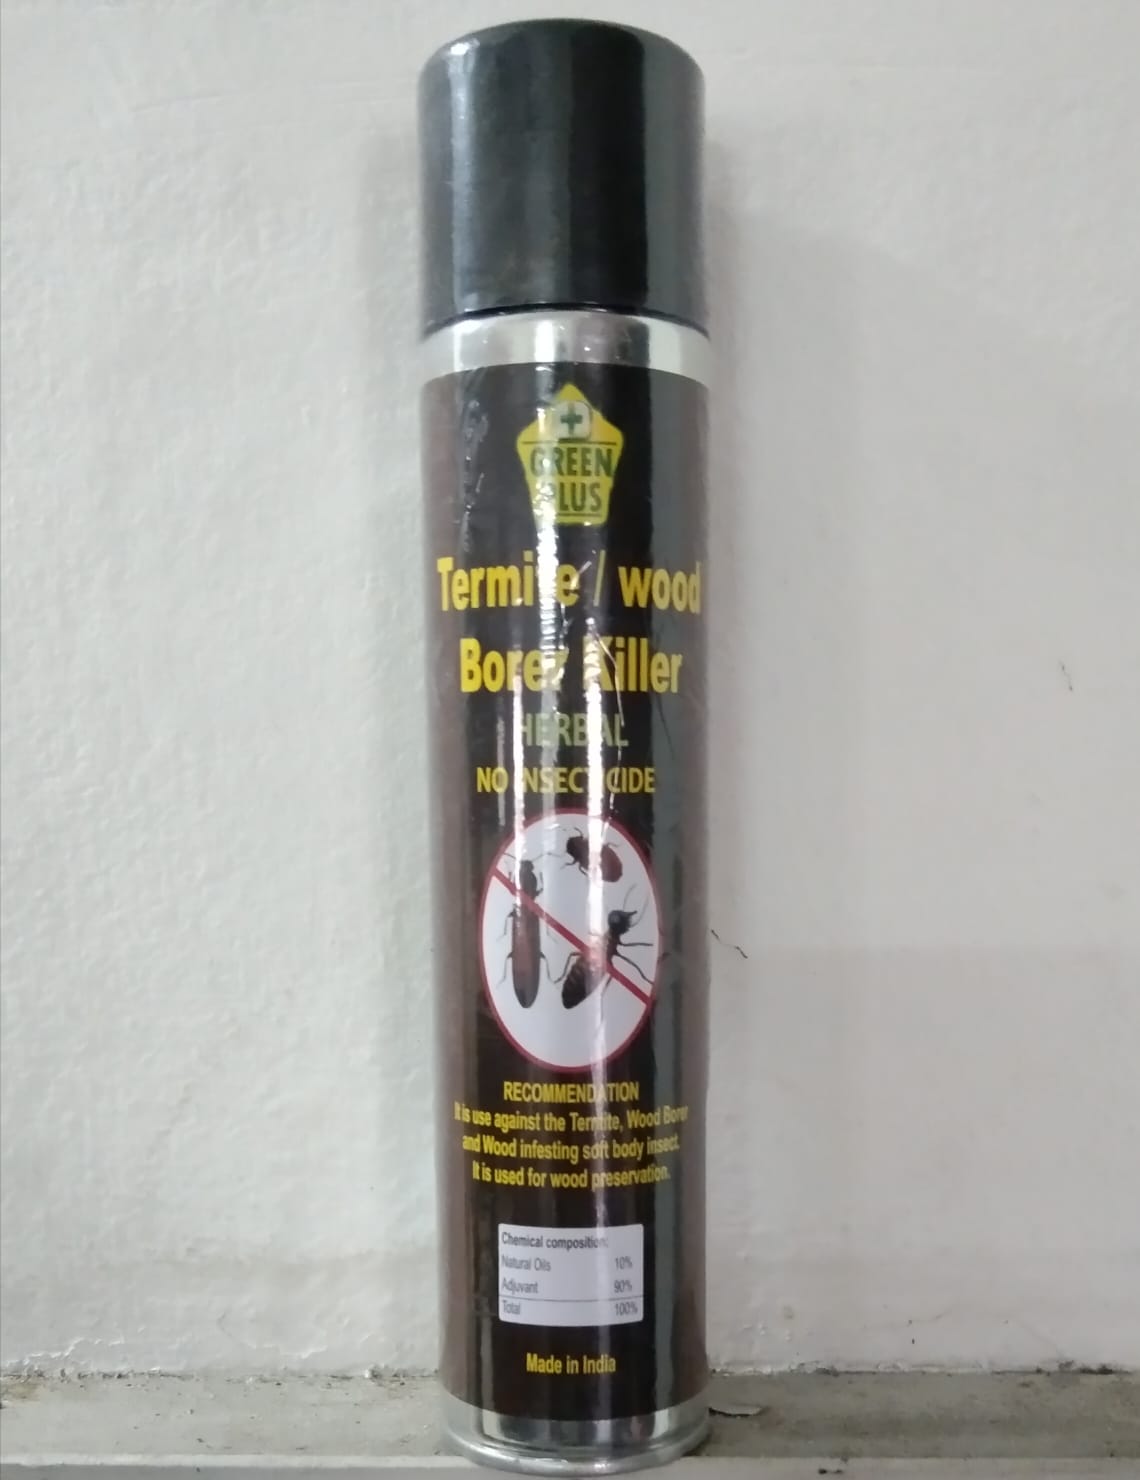 GREEN
PLUS
Termite / wood
Borer Killer
HERBAL
NO INSECTICIDE
RECOMMENDATION
It is use against the Termite, Wood Borer
and Wood infesting soft body insect.
It is used for wood preservation.
Chemical composition:
Natural Oils 10%
Adjuvant 90%
Total 100%
Made in India